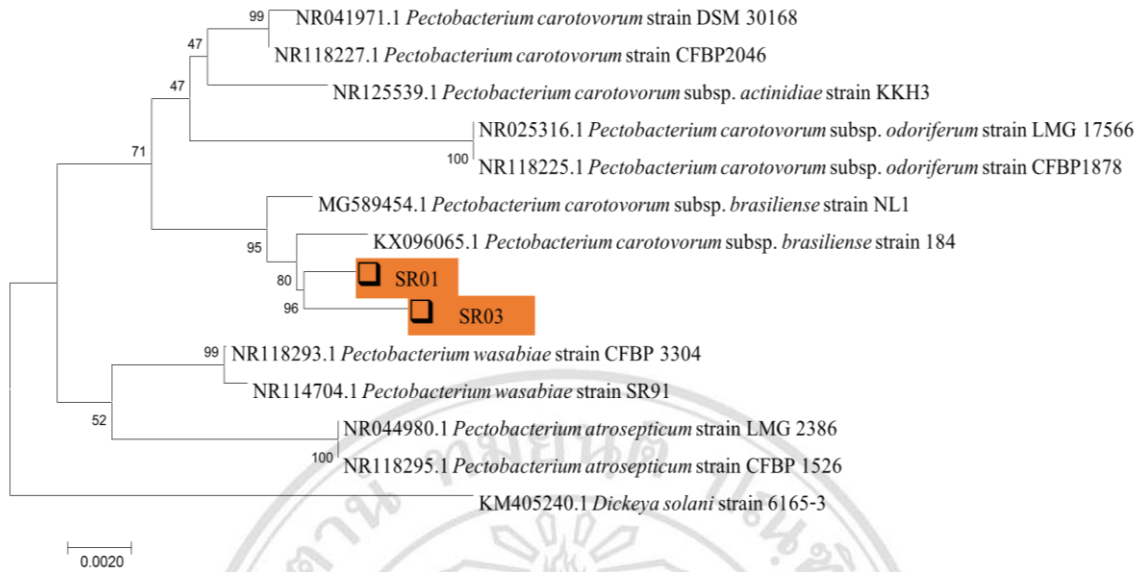 99
NR041971.1 Pectobacterium carotovorum strain DSM 30168
47
NR118227.1 Pectobacterium carotovorum strain CFBP2046
47
NR125539.1 Pectobacterium carotovorum subsp. actinidiae strain KKH3
NR025316.1 Pectobacterium carotovorum subsp. odoriferum strain LMG 17566
71
100
NR118225.1 Pectobacterium carotovorum subsp. odoriferum strain CFBP1878
MG589454.1 Pectobacterium carotovorum subsp. brasiliense strain NL1
95
KX096065.1 Pectobacterium carotovorum subsp. brasiliense strain 184
80
SR01
96
SR03
99
NR118293.1 Pectobacterium wasabiae strain CFBP 3304
NR114704.1 Pectobacterium wasabiae strain SR91
52
NR044980.1 Pectobacterium atrosepticum strain LMG 2386
100
NR118295.1 Pectobacterium atrosepticum strain CFBP 1526
KM405240.1 Dickeya solani strain 6165-3
0.0020